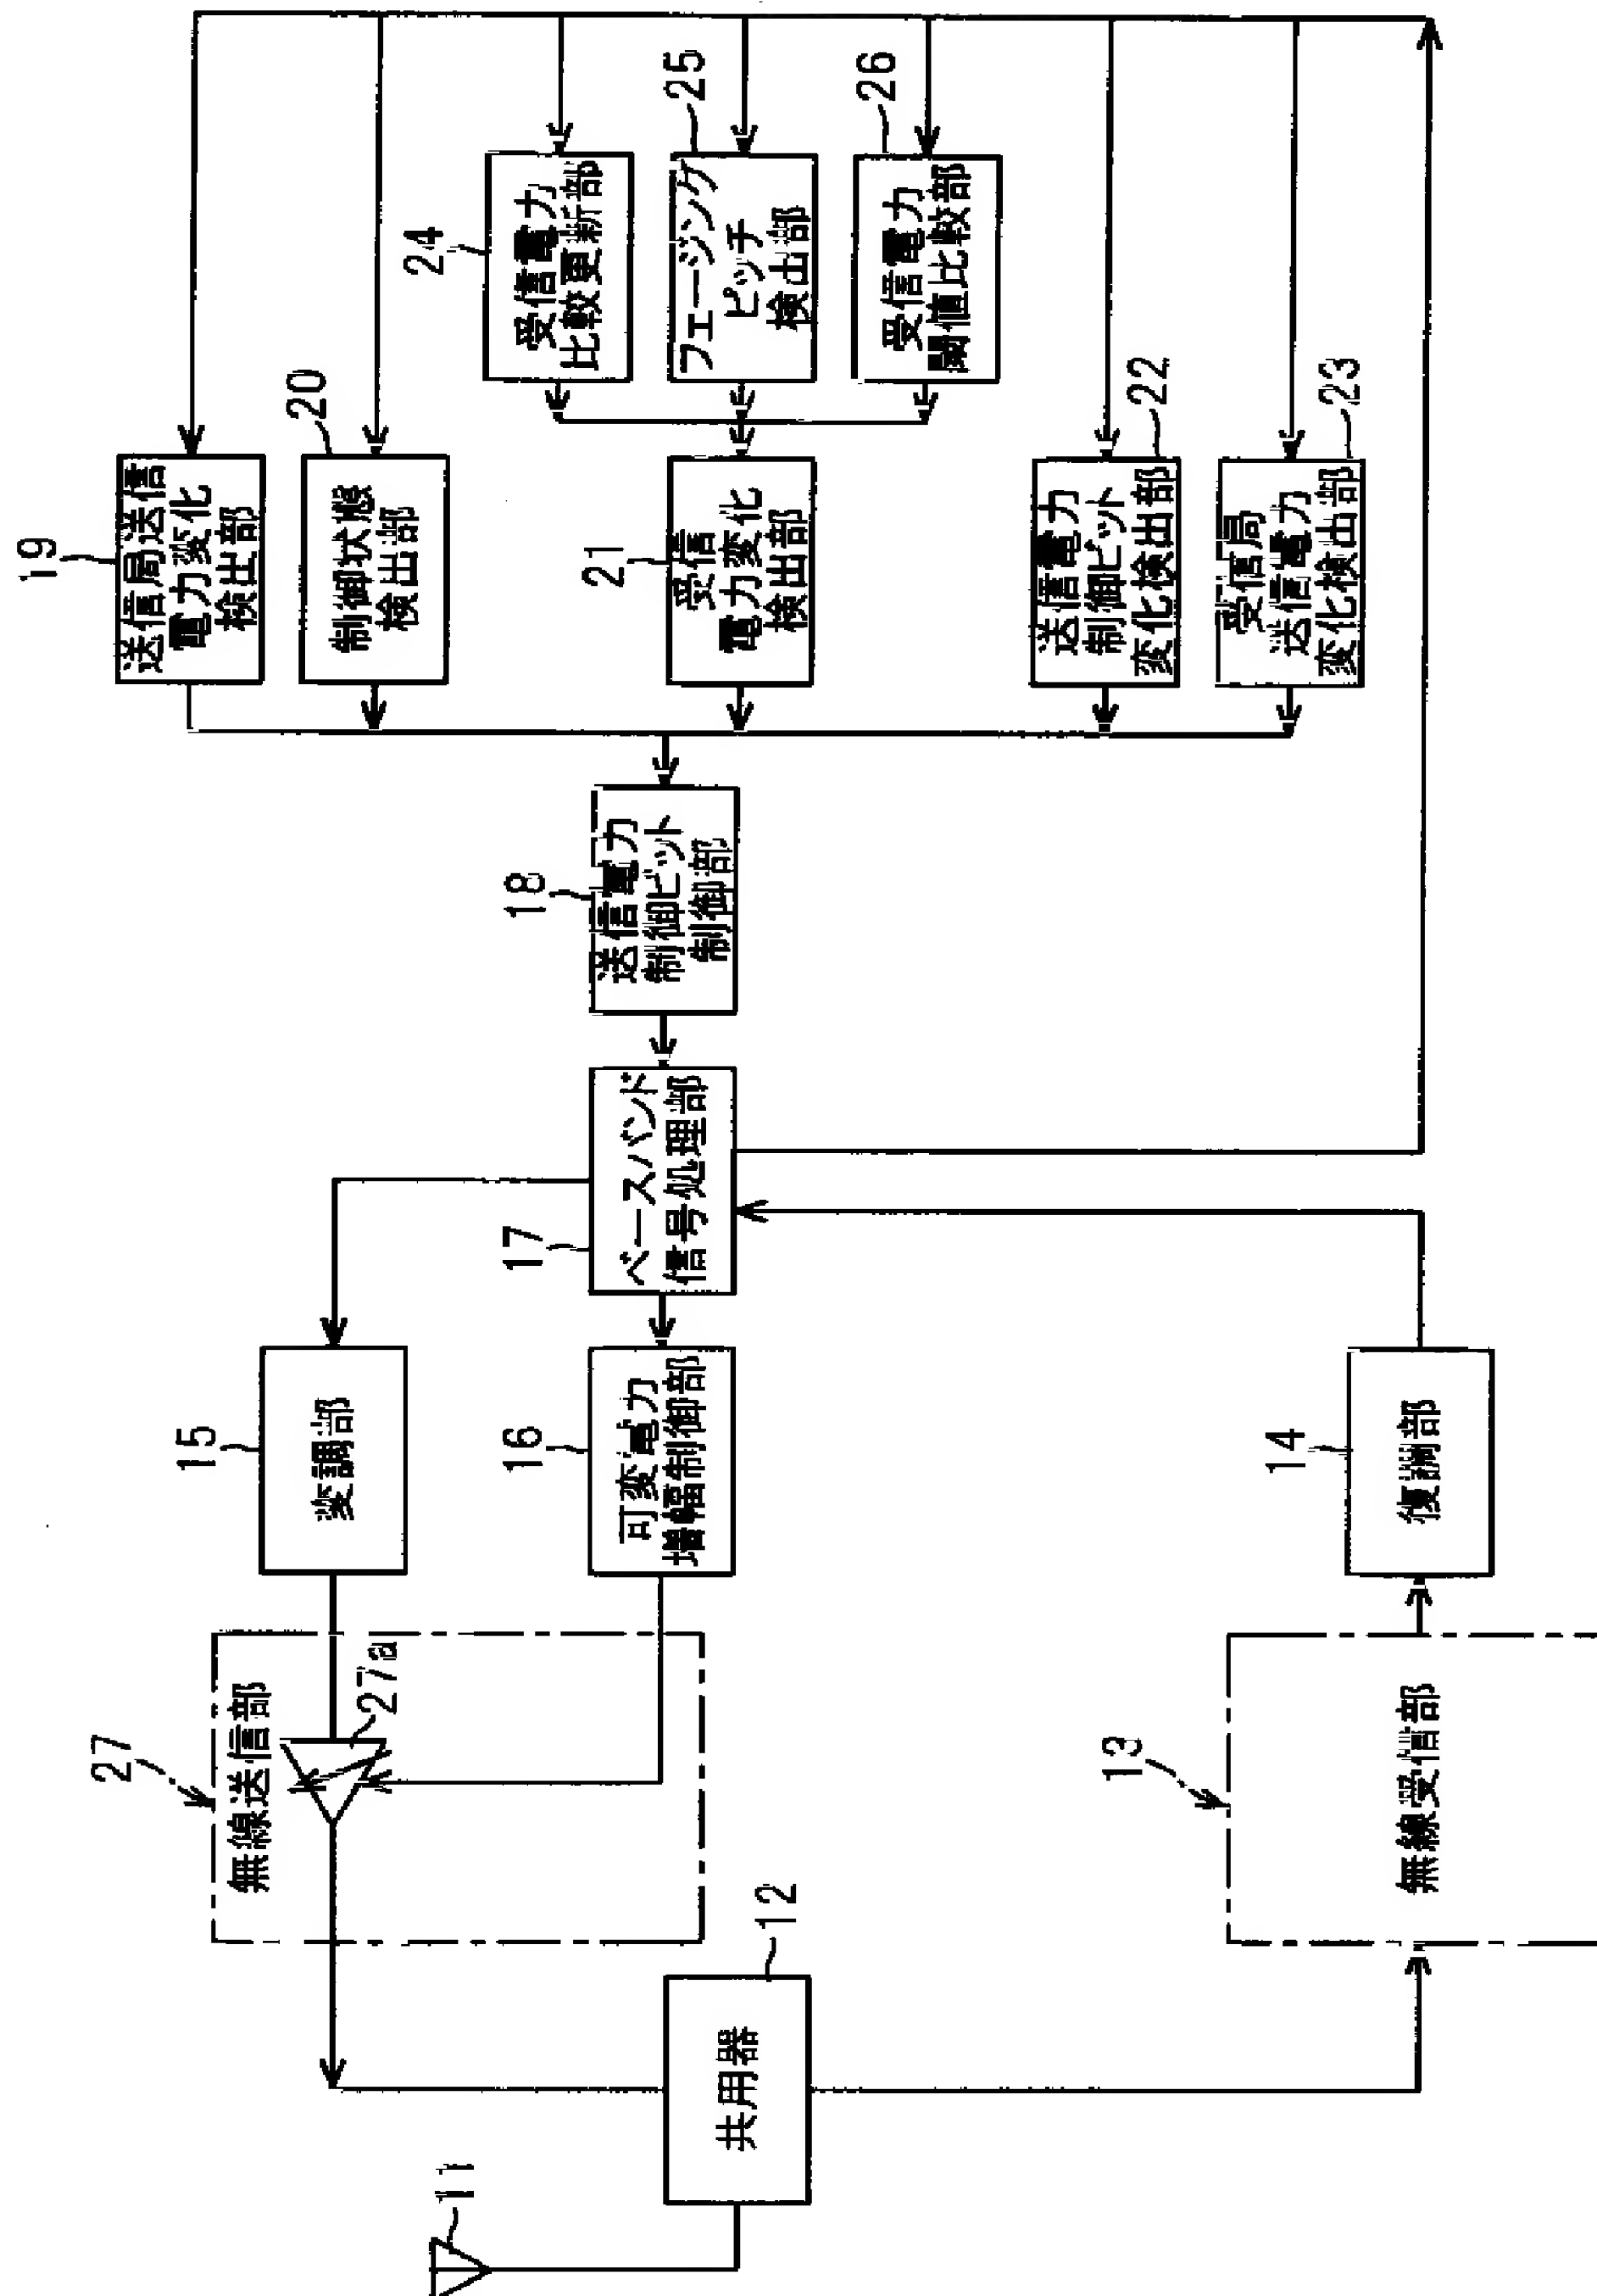 11
共用器
12
27
無線送信部
27a
13
無線受信部
15
変調部
16
可変電力
増幅制御部
14
復調部
17
ベースバンド
信号処理部
18
送信電力
制御ビット
制御部
19
送信局送信
電力変化
検出部
20
制御状態
検出部
21
受信
電力変化
検出部
送信電力
制御ビット
変化検出部
22
受信局
送信電力
変化検出部
23
24
受信電力
比較更新部
フェージング
ピッチ
検出部
25
受信電力
閾値比較部
26